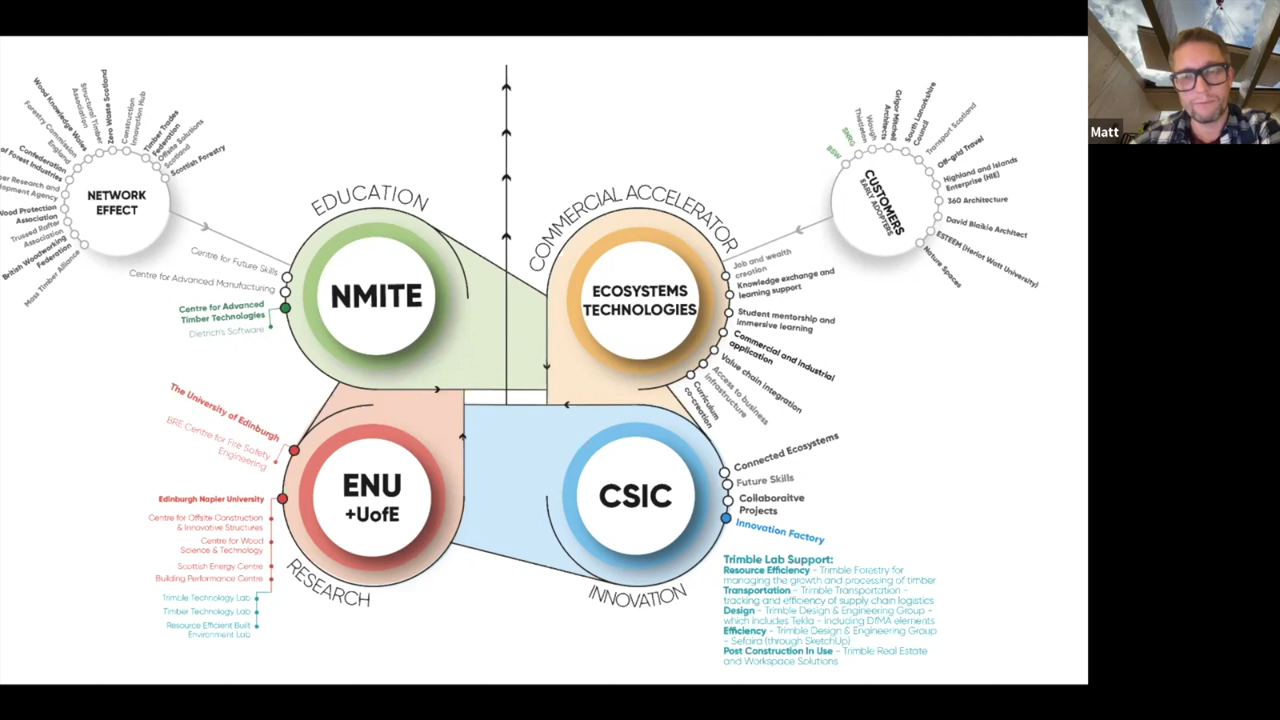 Matt
Wood Knowledge Wales
Structural Timber
Association
Zero Waste Scotland
Construction
Innovation Hub
Timber Trades
Federation
Offsite Solutions
Scotland
Scottish Forestry
Forestry Commission
England
Confederation
of Forest Industries
er Research and
lopment Agency
Wood Protection
Association
Trussed Rafter
Association
British Woodworking
Federation
Mass Timber Alliance
NETWORK
EFFECT
BSW
SNRG
Thistleton
Waugh
Grigor Mitchell
Architects
South Lanarkshire
Council
Transport Scotland
Off-grid Travel
Highland and Islands
Enterprise (HIE)
360 Architecture
David Blaikie Architect
ESTEEM (Heriot Watt University)
Nature Spaces
CUSTOMERS
EARLY ADOPTERS
EDUCATION
COMMERCIAL ACCELERATOR
Centre for Future Skills
Centre for Advanced Manufacturing
Centre for Advanced
Timber Technologies
Dietrich's Software
NMITE
ECOSYSTEMS
TECHNOLOGIES
Job and wealth
creation
Knowledge exchange and
learning support
Student mentorship and
immersive learning
Commercial and industrial
application
Value chain integration
Access to business
infrastructure
Curriculum
co-creation
The University of Edinburgh
BRE Centre for Fire Safety
Engineering
Edinburgh Napier University
Centre for Offsite Construction
& Innovative Structures
Centre for Wood
Science & Technology
Scottish Energy Centre
Building Performance Centre
Trimble Technology Lab
Timber Technology Lab
Resource Efficient Built
Environment Lab
ENU
+UofE
RESEARCH
CSIC
INNOVATION
Connected Ecosystems
Future Skills
Collaboraitve
Projects
Innovation Factory
Trimble Lab Support:
Resource Efficiency - Trimble Forestry for
managing the growth and processing of timber
Transportation - Trimble Transportation -
tracking and efficiency of supply chain logistics
Design - Trimble Design & Engineering Group -
which includes Tekla - including DfMA elements
Efficiency - Trimble Design & Engineering Group
- Sefaira (through SketchUp)
Post Construction In Use - Trimble Real Estate
and Workspace Solutions